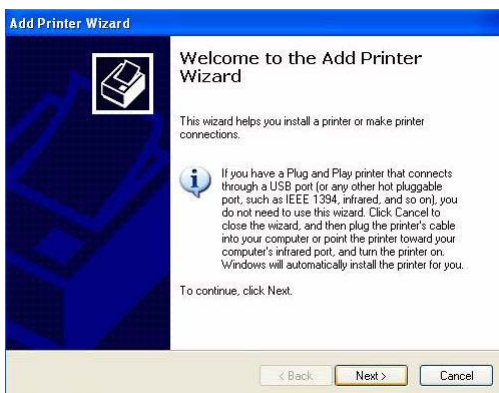 Add Printer Wizard
Welcome to the Add Printer
Wizard
This wizard helps you install a printer or make printer
connections.
If you have a Plug and Play printer that connects
through a USB port (or any other hot pluggable
port, such as IEEE 1394, infrared, and so on), you
do not need to use this wizard. Click Cancel to
close the wizard, and then plug the printer's cable
into your computer or point the printer toward your
computer's infrared port, and turn the printer on.
Windows will automatically install the printer for you.
To continue, click Next.
< Back
Next >
Cancel